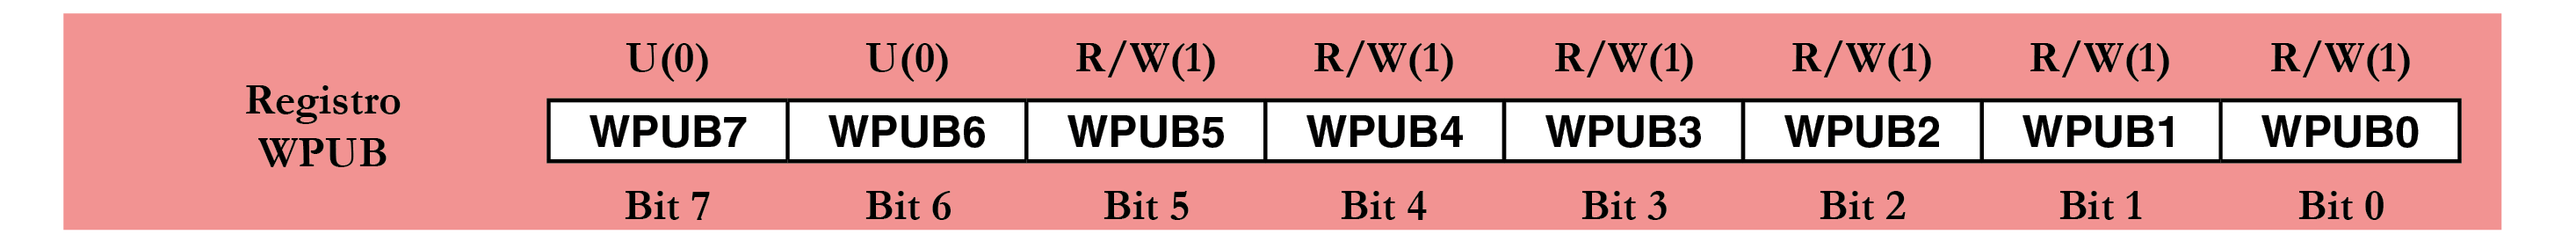 U(0) U(0) R/W(1) R/W(1) R/W(1) R/W(1) R/W(1) R/W(1)
Registro
WPUB
WPUB7 WPUB6 WPUB5 WPUB4 WPUB3 WPUB2 WPUB1 WPUB0
Bit 7 Bit 6 Bit 5 Bit 4 Bit 3 Bit 2 Bit 1 Bit 0